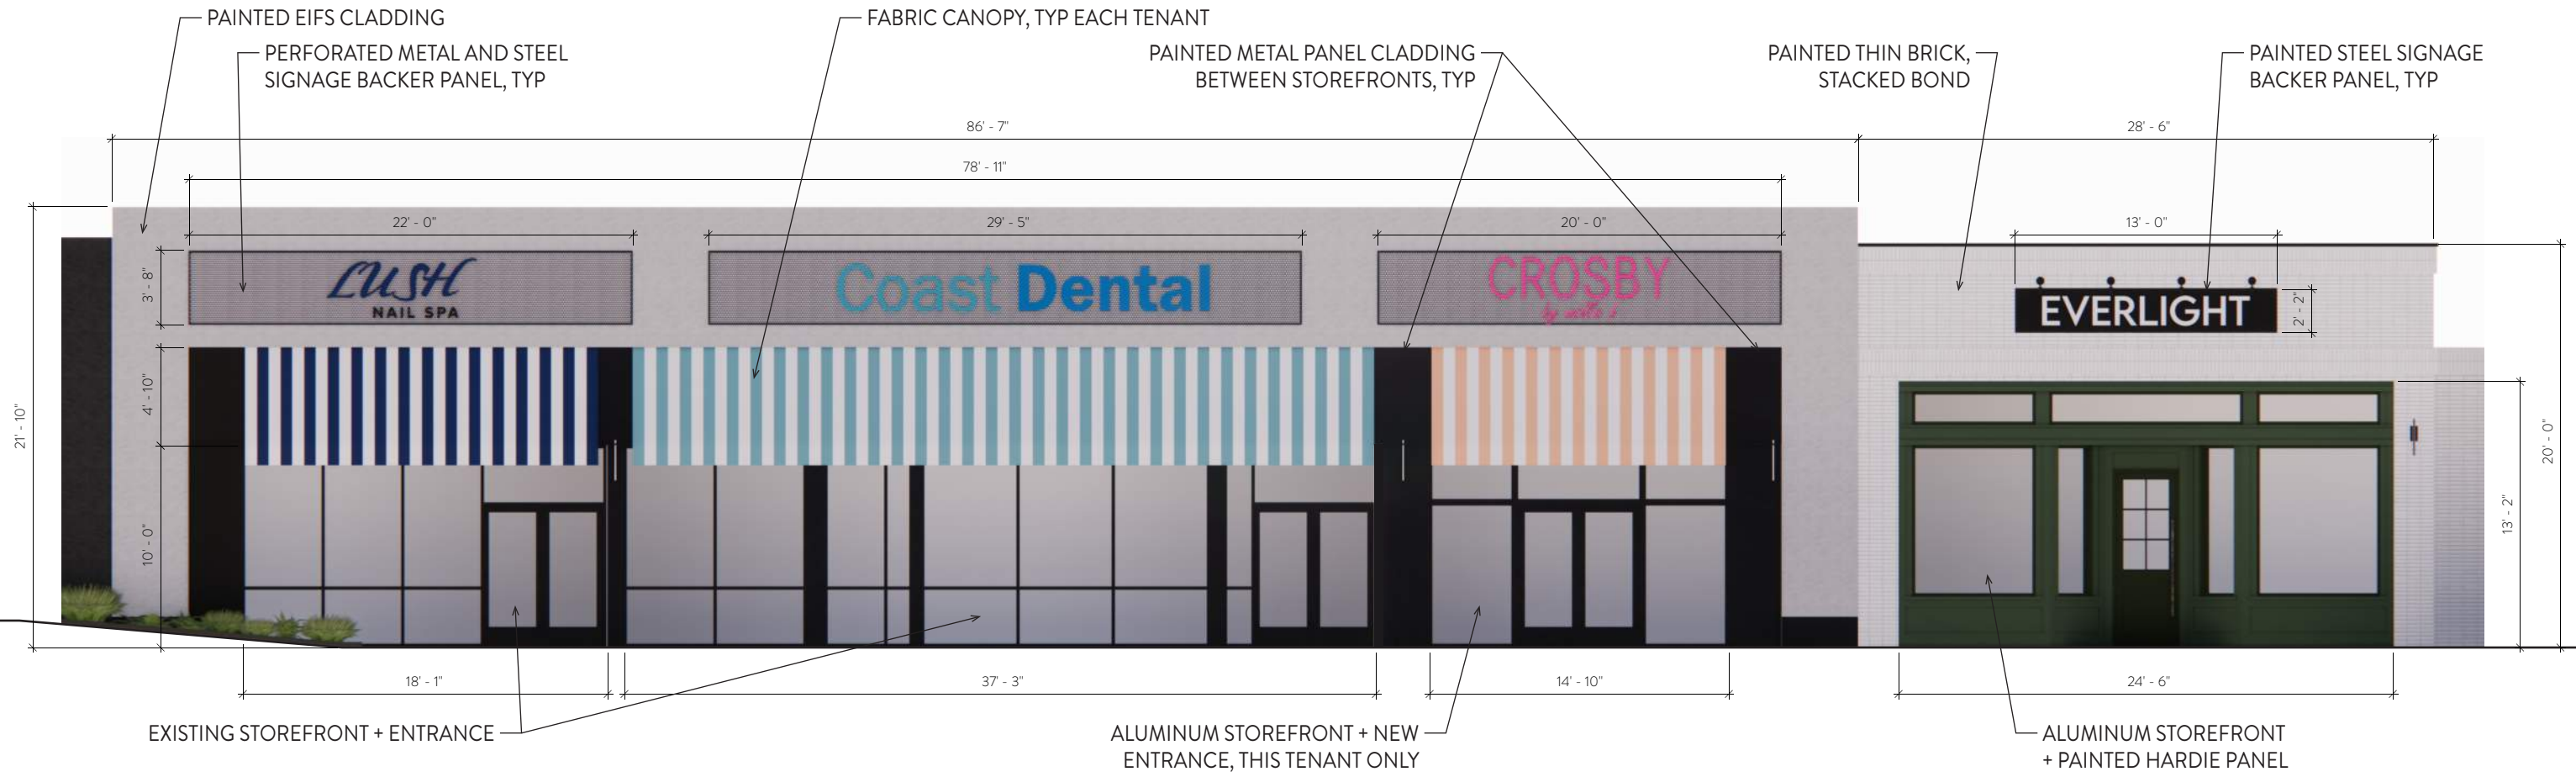 PAINTED EIFS CLADDING
FABRIC CANOPY, TYP EACH TENANT
PERFORATED METAL AND STEEL
SIGNAGE BACKER PANEL, TYP
PAINTED METAL PANEL CLADDING
BETWEEN STOREFRONTS, TYP
PAINTED THIN BRICK,
STACKED BOND
PAINTED STEEL SIGNAGE
BACKER PANEL, TYP
86' - 7"
28' - 6"
78' - 11"
22' - 0"
29' - 5"
20' - 0"
13' - 0"
3' - 8"
LUSH
NAIL SPA
Coast Dental
CROSBY
by
EVERLIGHT
2' - 2"
4' - 10"
21' - 10"
10' - 0"
20' - 0"
13' - 2"
18' - 1"
37' - 3"
14' - 10"
24' - 6"
EXISTING STOREFRONT + ENTRANCE
ALUMINUM STOREFRONT + NEW
ENTRANCE, THIS TENANT ONLY
ALUMINUM STOREFRONT
+ PAINTED HARDIE PANEL